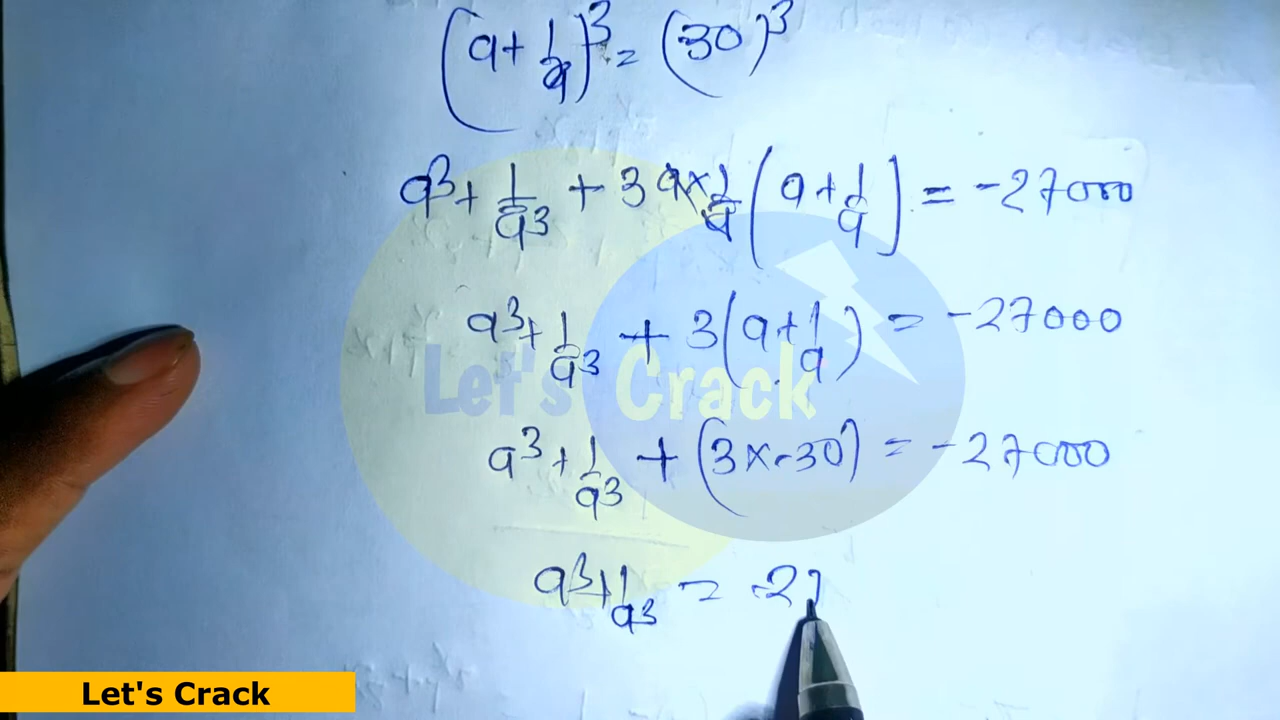 (a+1/a)³ = (30)³
a³+1/a³ + 3 a×1/a (a+1/a) = -27000
a³+1/a³ + 3(a+1/a) = -27000
Let's Crack
a³+1/a³ + (3×-30) = -27000
a³+1/a³ = -27
Let's Crack